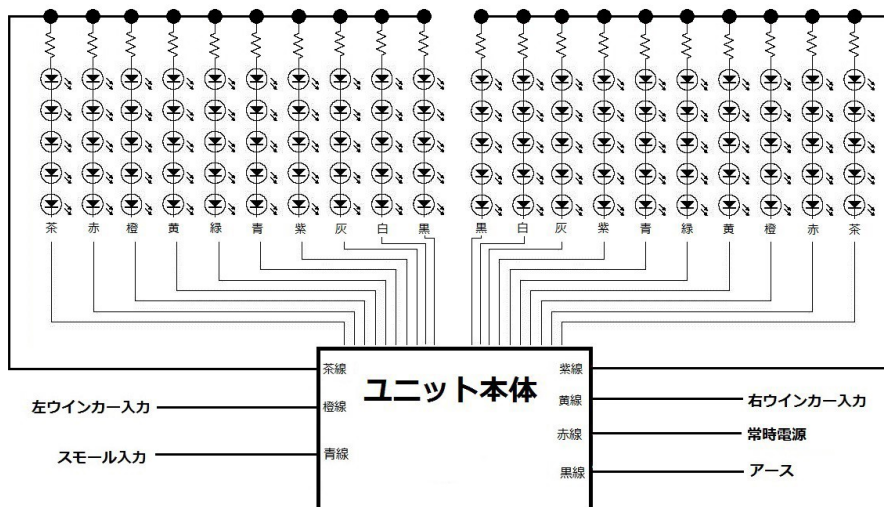 茶 赤 橙 黄 緑 青 紫 灰 白 黒 黒 白 灰 紫 青 緑 黄 橙 赤 茶
茶線 ユニット本体 紫線
左ウインカー入力 橙線 黄線 右ウインカー入力
赤線 常時電源
スモール入力 青線
黒線 アース